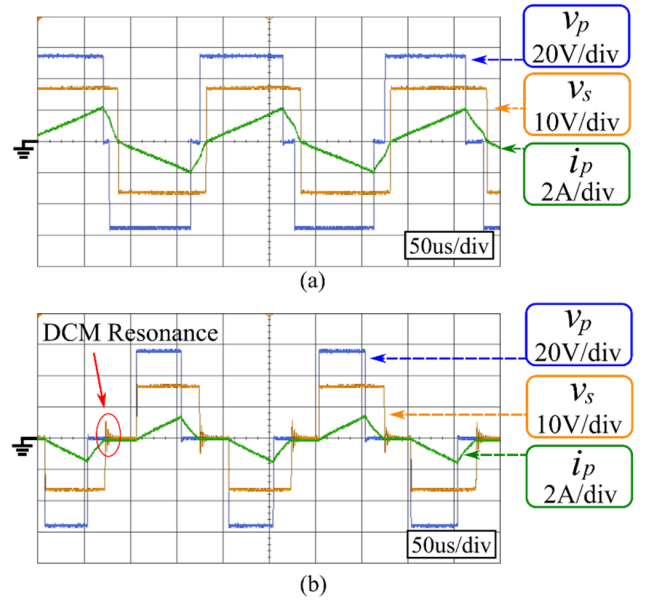 vp
20V/div
vs
10V/div
ip
2A/div
50us/div
(a)
DCM Resonance
vp
20V/div
vs
10V/div
ip
2A/div
50us/div
(b)